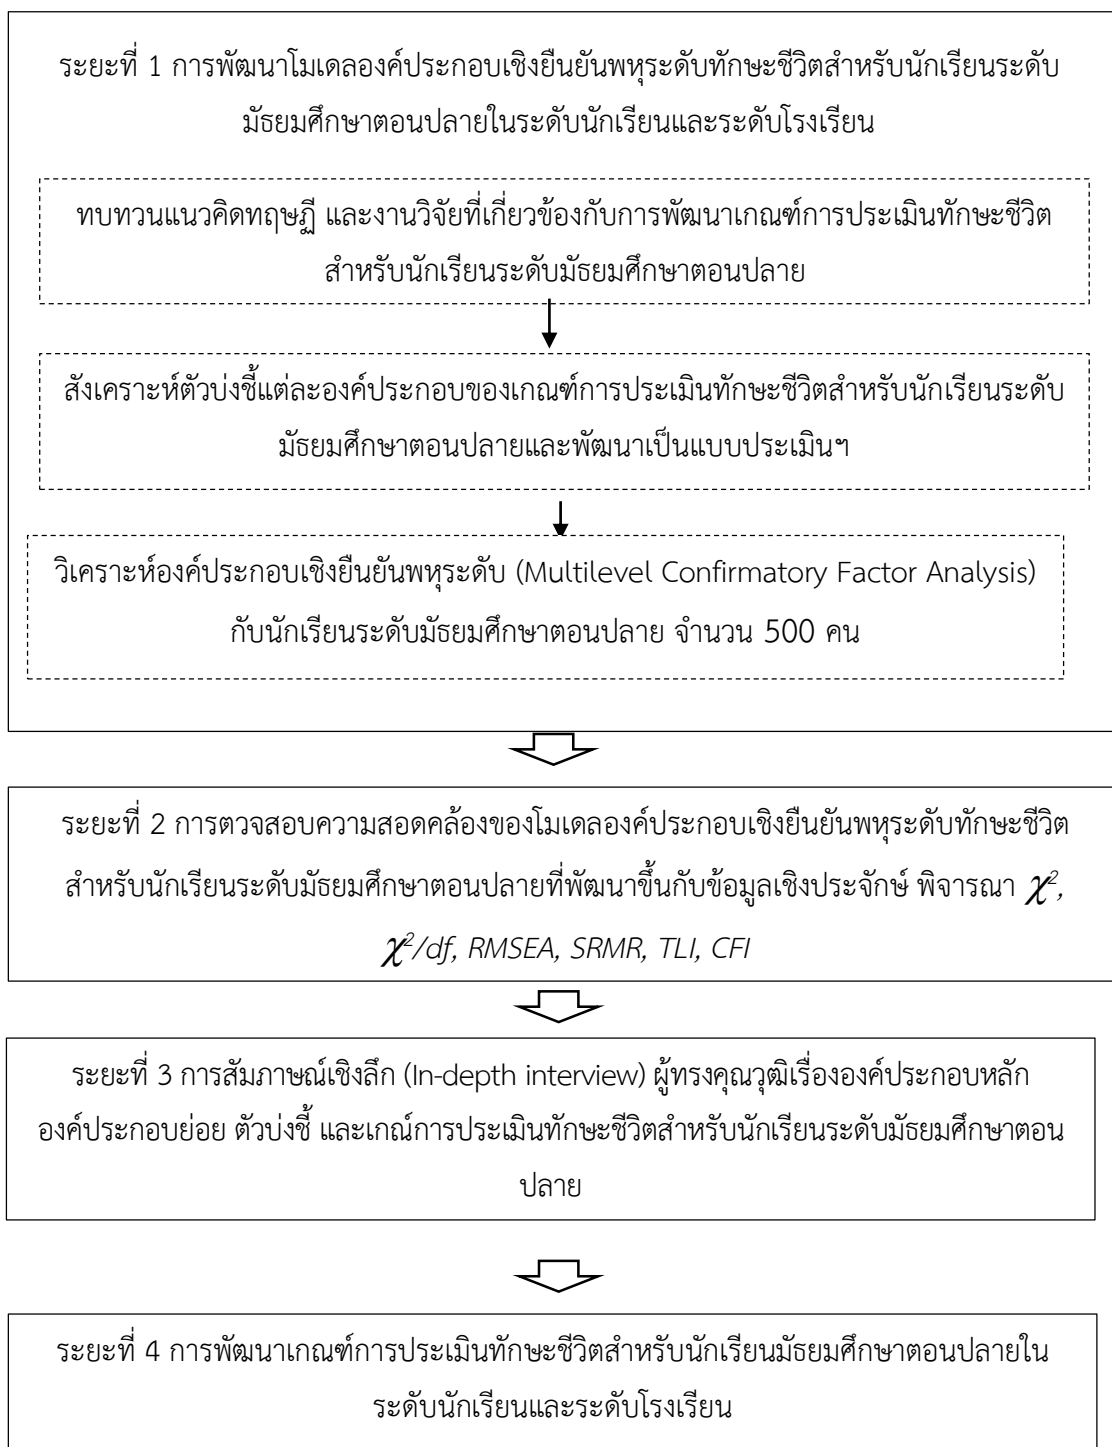 ระยะที่ 1 การพัฒนาโมเดลองค์ประกอบเชิงยืนยันพหุระดับทักษะชีวิตสำหรับนักเรียนระดับ
มัธยมศึกษาตอนปลายในระดับนักเรียนและระดับโรงเรียน
ทบทวนแนวคิดทฤษฏี และงานวิจัยที่เกี่ยวข้องกับการพัฒนาเกณฑ์การประเมินทักษะชีวิต
สำหรับนักเรียนระดับมัธยมศึกษาตอนปลาย
สังเคราะห์ตัวบ่งชี้แต่ละองค์ประกอบของเกณฑ์การประเมินทักษะชีวิตสำหรับนักเรียนระดับ
มัธยมศึกษาตอนปลายและพัฒนาเป็นแบบประเมินฯ
วิเคราะห์องค์ประกอบเชิงยืนยันพหุระดับ (Multilevel Confirmatory Factor Analysis)
กับนักเรียนระดับมัธยมศึกษาตอนปลาย จำนวน 500 คน
ระยะที่ 2 การตวจสอบความสอดคล้องของโมเดลองค์ประกอบเชิงยืนยันพหุระดับทักษะชีวิต
สำหรับนักเรียนระดับมัธยมศึกษาตอนปลายที่พัฒนาขึ้นกับข้อมูลเชิงประจักษ์ พิจารณา χ²,
χ²/df, RMSEA, SRMR, TLI, CFI
ระยะที่ 3 การสัมภาษณ์เชิงลึก (In-depth interview) ผู้ทรงคุณวุฒิเรื่ององค์ประกอบหลัก
องค์ประกอบย่อย ตัวบ่งชี้ และเกณ์การประเมินทักษะชีวิตสำหรับนักเรียนระดับมัธยมศึกษาตอน
ปลาย
ระยะที่ 4 การพัฒนาเกณฑ์การประเมินทักษะชีวิตสำหรับนักเรียนมัธยมศึกษาตอนปลายใน
ระดับนักเรียนและระดับโรงเรียน